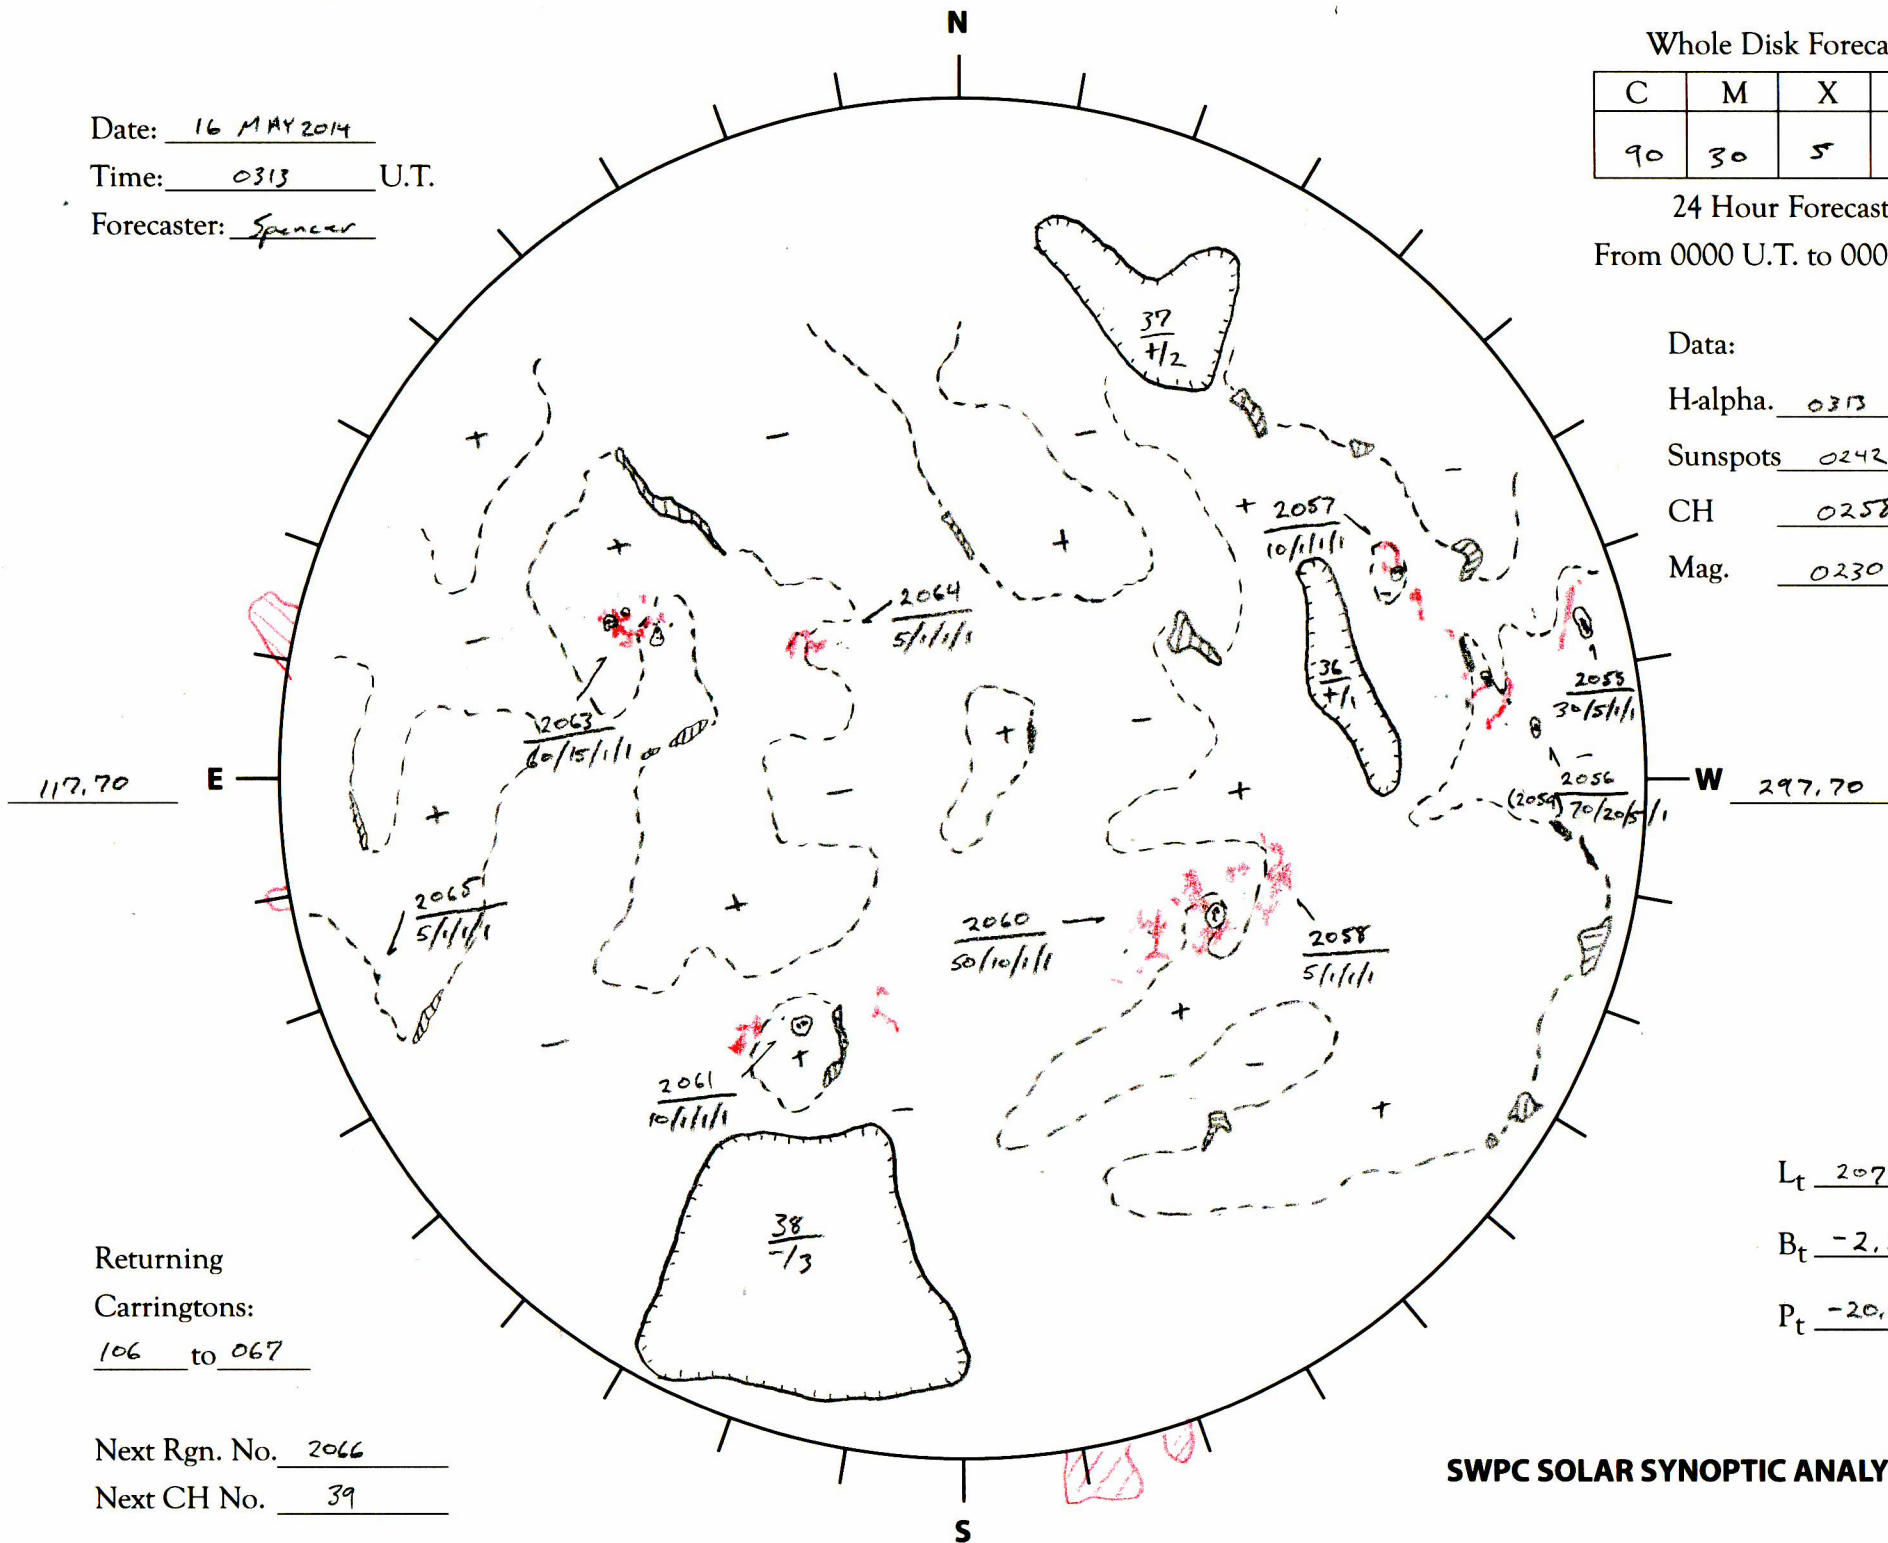 N
Whole Disk Foreca
C M X
90 30 5
24 Hour Forecast
From 0000 U.T. to 000
Date: 16 MAY 2014
Time: 0313 U.T.
Forecaster: Spencer
Data:
H-alpha. 0313
Sunspots 0242
CH 0258
Mag. 0230
37
+/2
+
-
-
-
+
+
+
2057
10/1/1/1
2064
5/1/1/1
-
36
+/1
2055
30/5/1/1
2063
60/15/1/1
+
-
-
117.70 E
W 297.70
2056
(2059) 70/20/5/1
+
-
+
2065
5/1/1/1
+
2060
50/10/1/1
2058
5/1/1/1
+
-
+
-
2061
10/1/1/1
-
+
38
-/3
Lt 207
Bt -2.
Pt -20.
Returning
Carringtons:
106 to 067
Next Rgn. No. 2066
Next CH No. 39
SWPC SOLAR SYNOPTIC ANALY
S